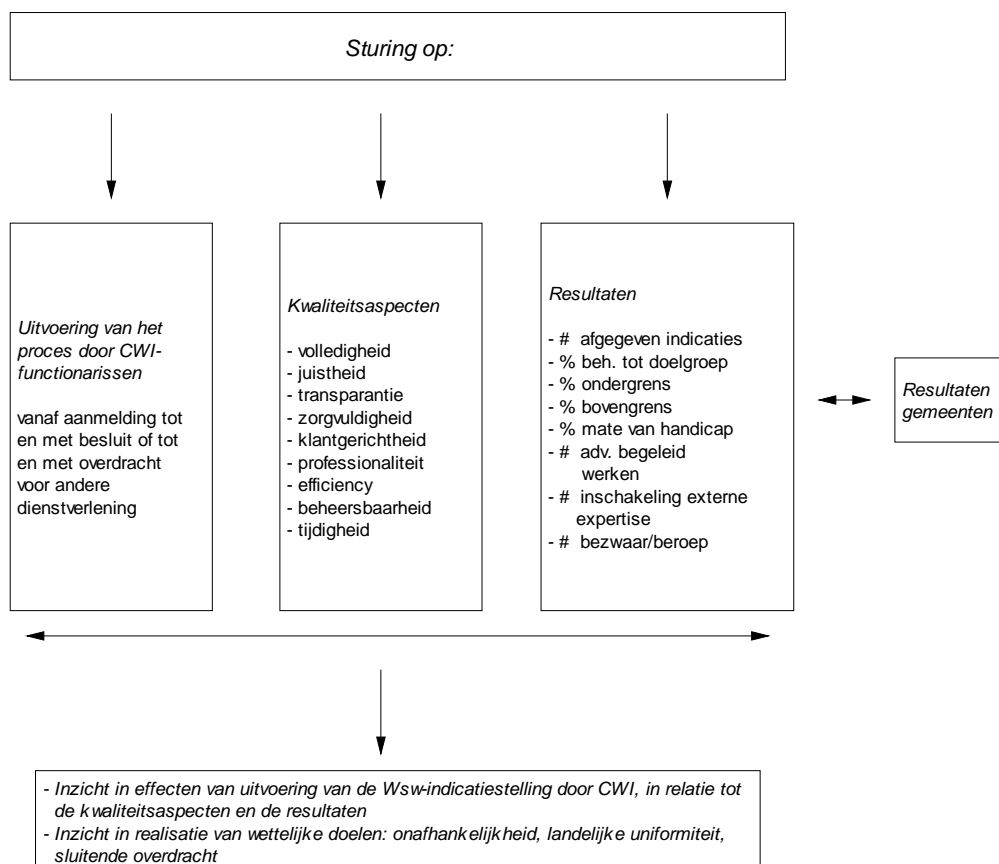 Sturing op:
Uitvoering van het
proces door CWI-
functionarissen
vanaf aanmelding tot
en met besluit of tot
en met overdracht
voor andere
dienstverlening
Kwaliteitsaspecten
- volledigheid
- juistheid
- transparantie
- zorgvuldigheid
- klantgerichtheid
- professionaliteit
- efficiency
- beheersbaarheid
- tijdigheid
Resultaten
- # afgegeven indicaties
- % beh. tot doelgroep
- % ondergrens
- % bovengrens
- % mate van handicap
- # adv. begeleid
werken
- # inschakeling externe
expertise
- # bezwaar/beroep
Resultaten
gemeenten
- Inzicht in effecten van uitvoering van de Wsw-indicatiestelling door CWI, in relatie tot
de kwaliteitsaspecten en de resultaten
- Inzicht in realisatie van wettelijke doelen: onafhankelijkheid, landelijke uniformiteit,
sluitende overdracht